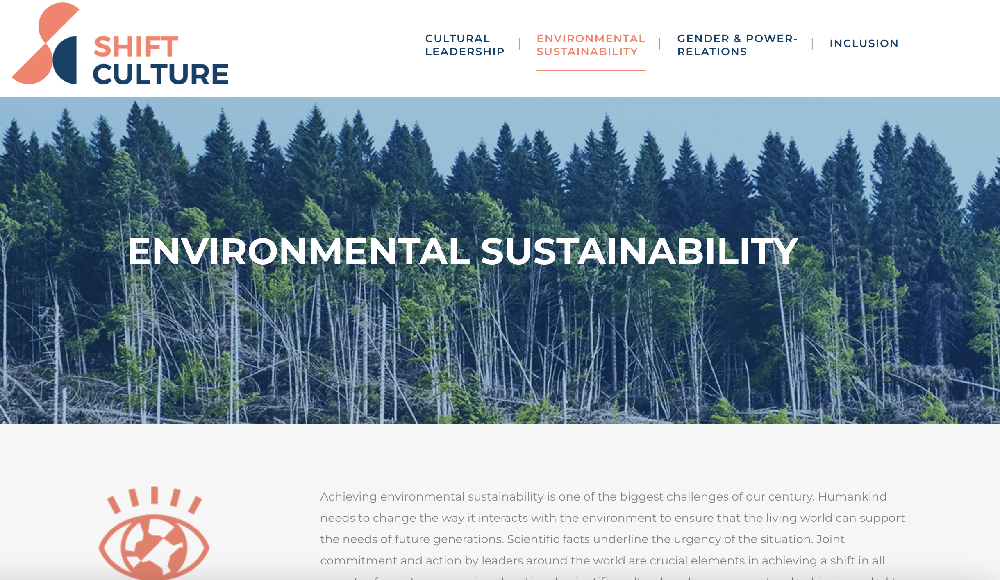 SHIFT
CULTURE
CULTURAL
LEADERSHIP
ENVIRONMENTAL
SUSTAINABILITY
GENDER & POWER-
RELATIONS
INCLUSION
ENVIRONMENTAL SUSTAINABILITY
Achieving environmental sustainability is one of the biggest challenges of our century. Humankind
needs to change the way it interacts with the environment to ensure that the living world can support
the needs of future generations. Scientific facts underline the urgency of the situation. Joint
commitment and action by leaders around the world are crucial elements in achieving a shift in all